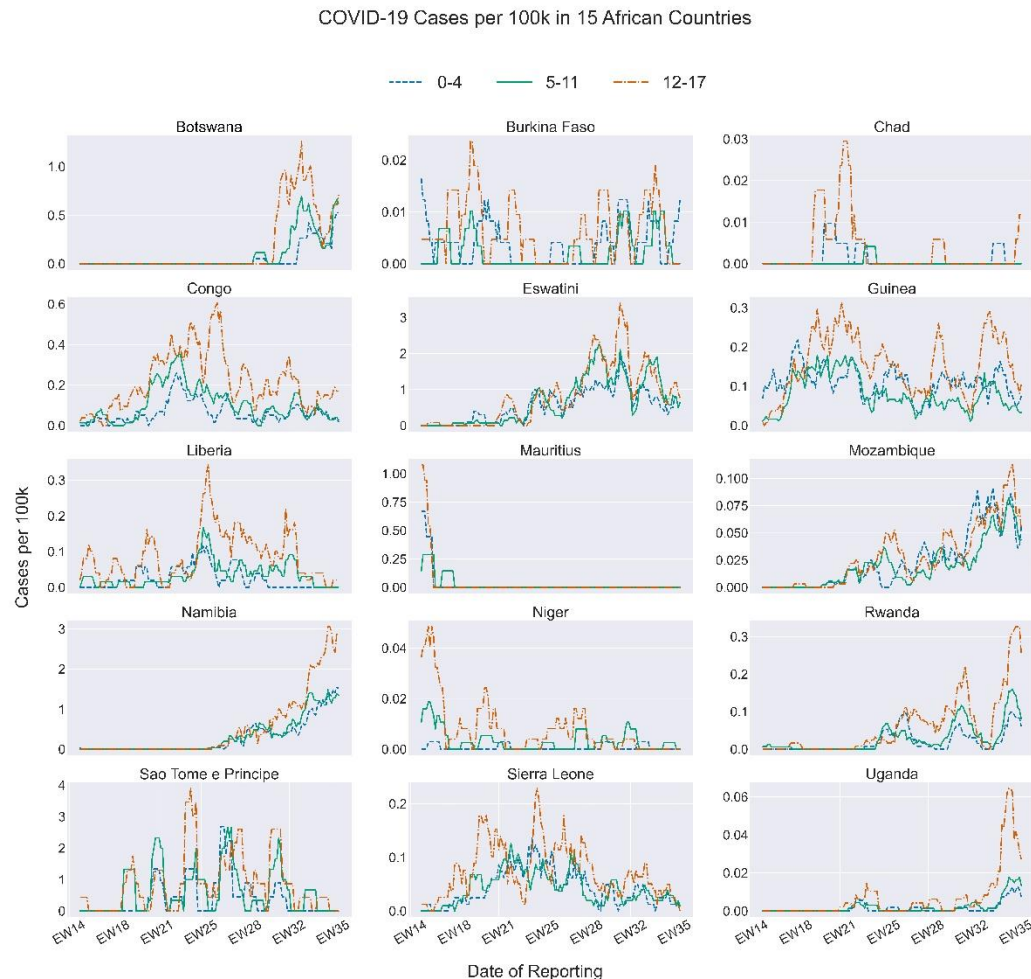 COVID-19 Cases per 100k in 15 African Countries
0-4 5-11 12-17
Botswana Burkina Faso Chad
1.0 0.5 0.0
0.02 0.01 0.00
0.03 0.02 0.01 0.00
Congo Eswatini Guinea
0.6 0.4 0.2 0.0
3 2 1 0
0.3 0.2 0.1 0.0
Liberia Mauritius Mozambique
0.3 0.2 0.1 0.0
1.00 0.75 0.50 0.25 0.00
0.100 0.075 0.050 0.025 0.000
Cases per 100k
Namibia Niger Rwanda
3 2 1 0
0.04 0.02 0.00
0.3 0.2 0.1 0.0
Sao Tome e Principe Sierra Leone Uganda
4 3 2 1 0
0.2 0.1 0.0
0.06 0.04 0.02 0.00
EW14 EW18 EW21 EW25 EW28 EW32 EW35
EW14 EW18 EW21 EW25 EW28 EW32 EW35
EW14 EW18 EW21 EW25 EW28 EW32 EW35
Date of Reporting